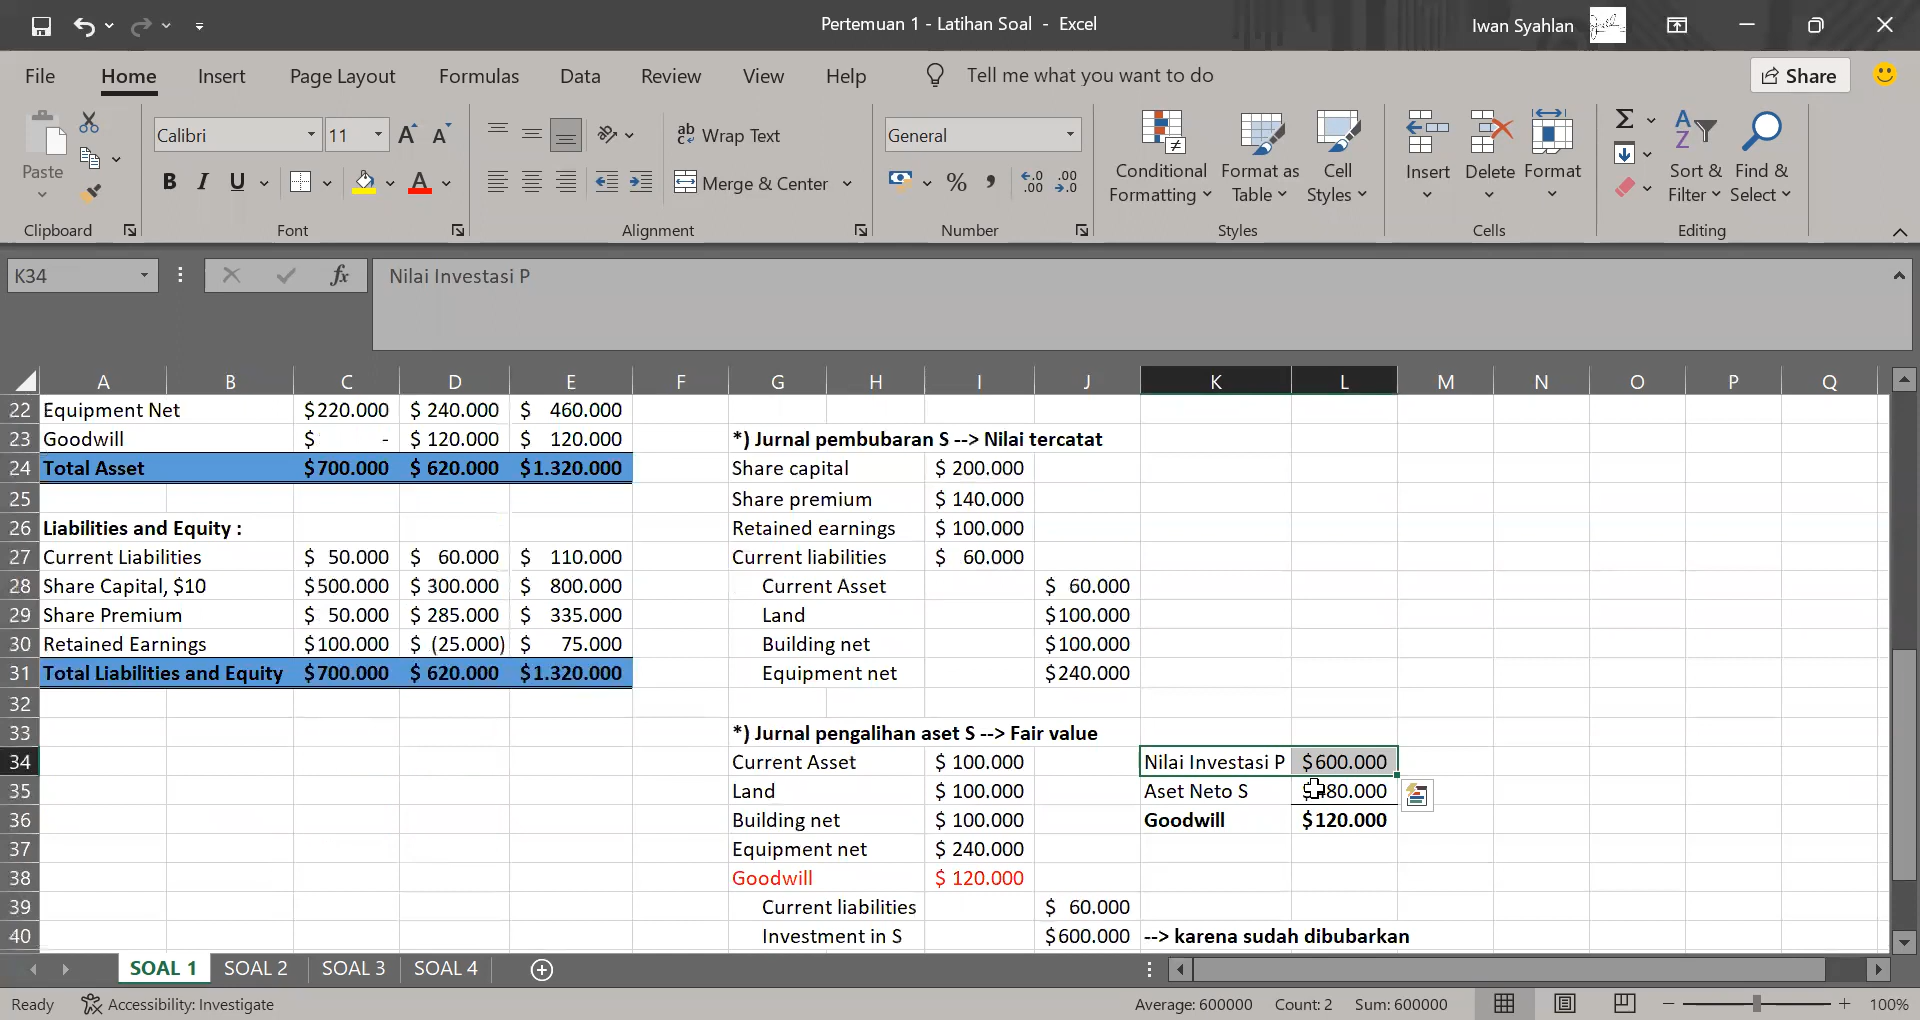 Pertemuan 1 - Latihan Soal - Excel
Iwan Syahlan
File Home Insert Page Layout Formulas Data Review View Help Tell me what you want to do Share
Paste
Clipboard
Calibri 11
B I U
Font
ab Wrap Text
Merge & Center
Alignment
General
Number
Conditional Formatting
Format as Table
Cell Styles
Styles
Insert Delete Format
Cells
Sort & Filter
Find & Select
Editing
K34 fx Nilai Investasi P
A B C D E F G H I J K L M N O P Q
22 Equipment Net $220.000 $ 240.000 $ 460.000
23 Goodwill $ - $ 120.000 $ 120.000 *) Jurnal pembubaran S --> Nilai tercatat
24 Total Asset $700.000 $ 620.000 $1.320.000 Share capital $ 200.000
25 Share premium $ 140.000
26 Liabilities and Equity : Retained earnings $ 100.000
27 Current Liabilities $ 50.000 $ 60.000 $ 110.000 Current liabilities $ 60.000
28 Share Capital, $10 $500.000 $ 300.000 $ 800.000 Current Asset $ 60.000
29 Share Premium $ 50.000 $ 285.000 $ 335.000 Land $100.000
30 Retained Earnings $100.000 $ (25.000) $ 75.000 Building net $100.000
31 Total Liabilities and Equity $700.000 $ 620.000 $1.320.000 Equipment net $240.000
32
33 *) Jurnal pengalihan aset S --> Fair value
34 Current Asset $ 100.000 Nilai Investasi P $600.000
35 Land $ 100.000 Aset Neto S 80.000
36 Building net $ 100.000 Goodwill $120.000
37 Equipment net $ 240.000
38 Goodwill $ 120.000
39 Current liabilities $ 60.000
40 Investment in S $600.000 --> karena sudah dibubarkan
SOAL 1 SOAL 2 SOAL 3 SOAL 4
Ready Accessibility: Investigate Average: 600000 Count: 2 Sum: 600000 100%